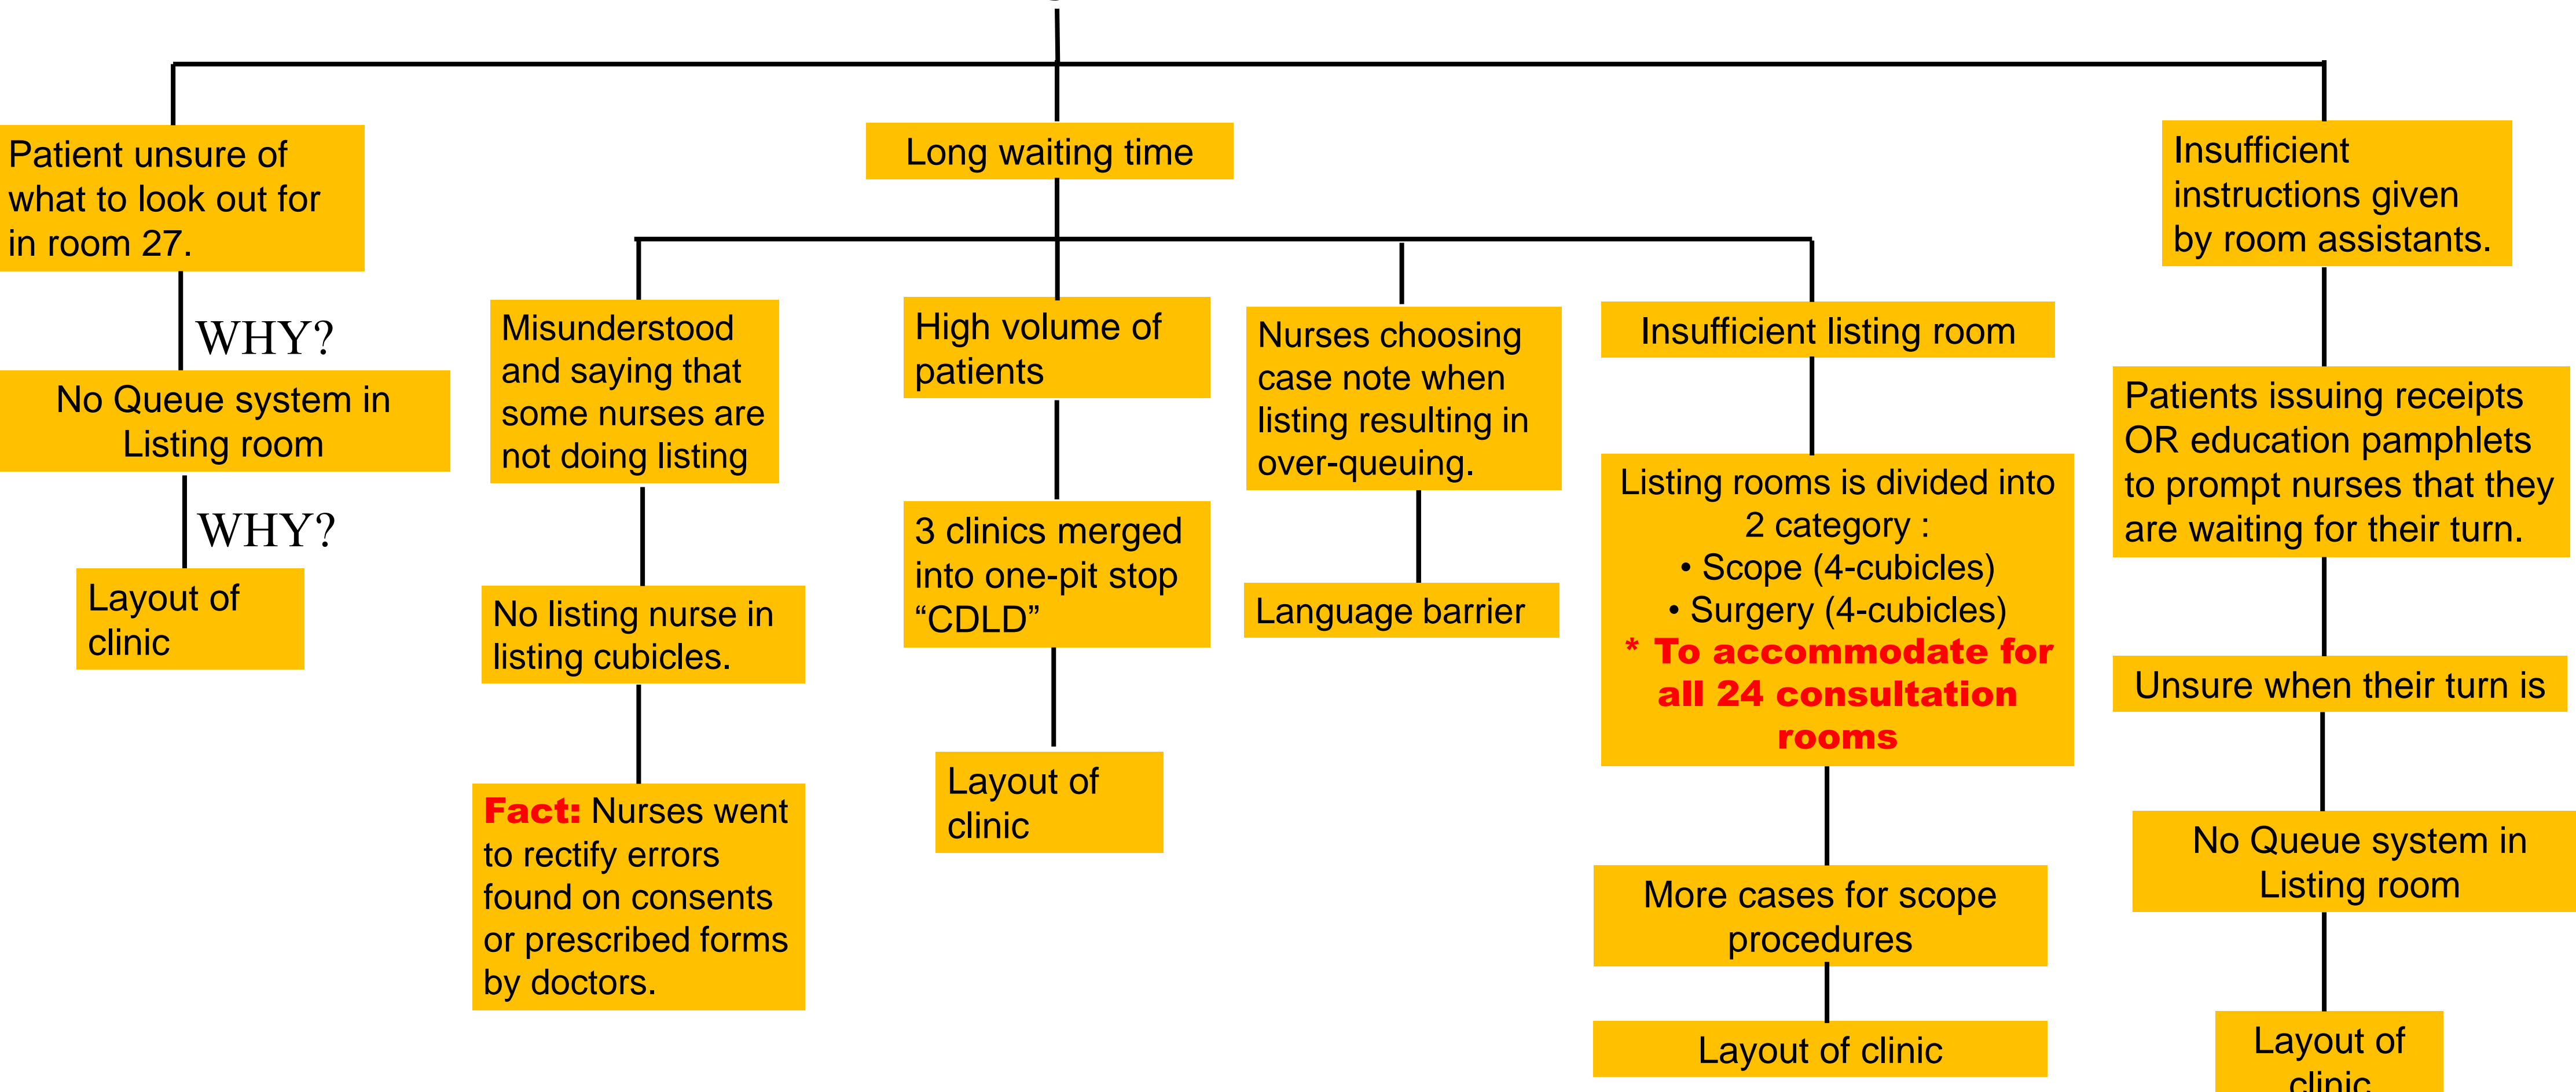 Patient unsure of
what to look out for
in room 27.
WHY?
No Queue system in
Listing room
WHY?
Layout of
clinic
Long waiting time
Misunderstood
and saying that
some nurses are
not doing listing
No listing nurse in
listing cubicles.
Fact: Nurses went
to rectify errors
found on consents
or prescribed forms
by doctors.
High volume of
patients
3 clinics merged
into one-pit stop
“CDLD”
Layout of
clinic
Nurses choosing
case note when
listing resulting in
over-queuing.
Language barrier
Insufficient listing room
Listing rooms is divided into
2 category :
• Scope (4-cubicles)
• Surgery (4-cubicles)
* To accommodate for
all 24 consultation
rooms
More cases for scope
procedures
Layout of clinic
Insufficient
instructions given
by room assistants.
Patients issuing receipts
OR education pamphlets
to prompt nurses that they
are waiting for their turn.
Unsure when their turn is
No Queue system in
Listing room
Layout of
clinic